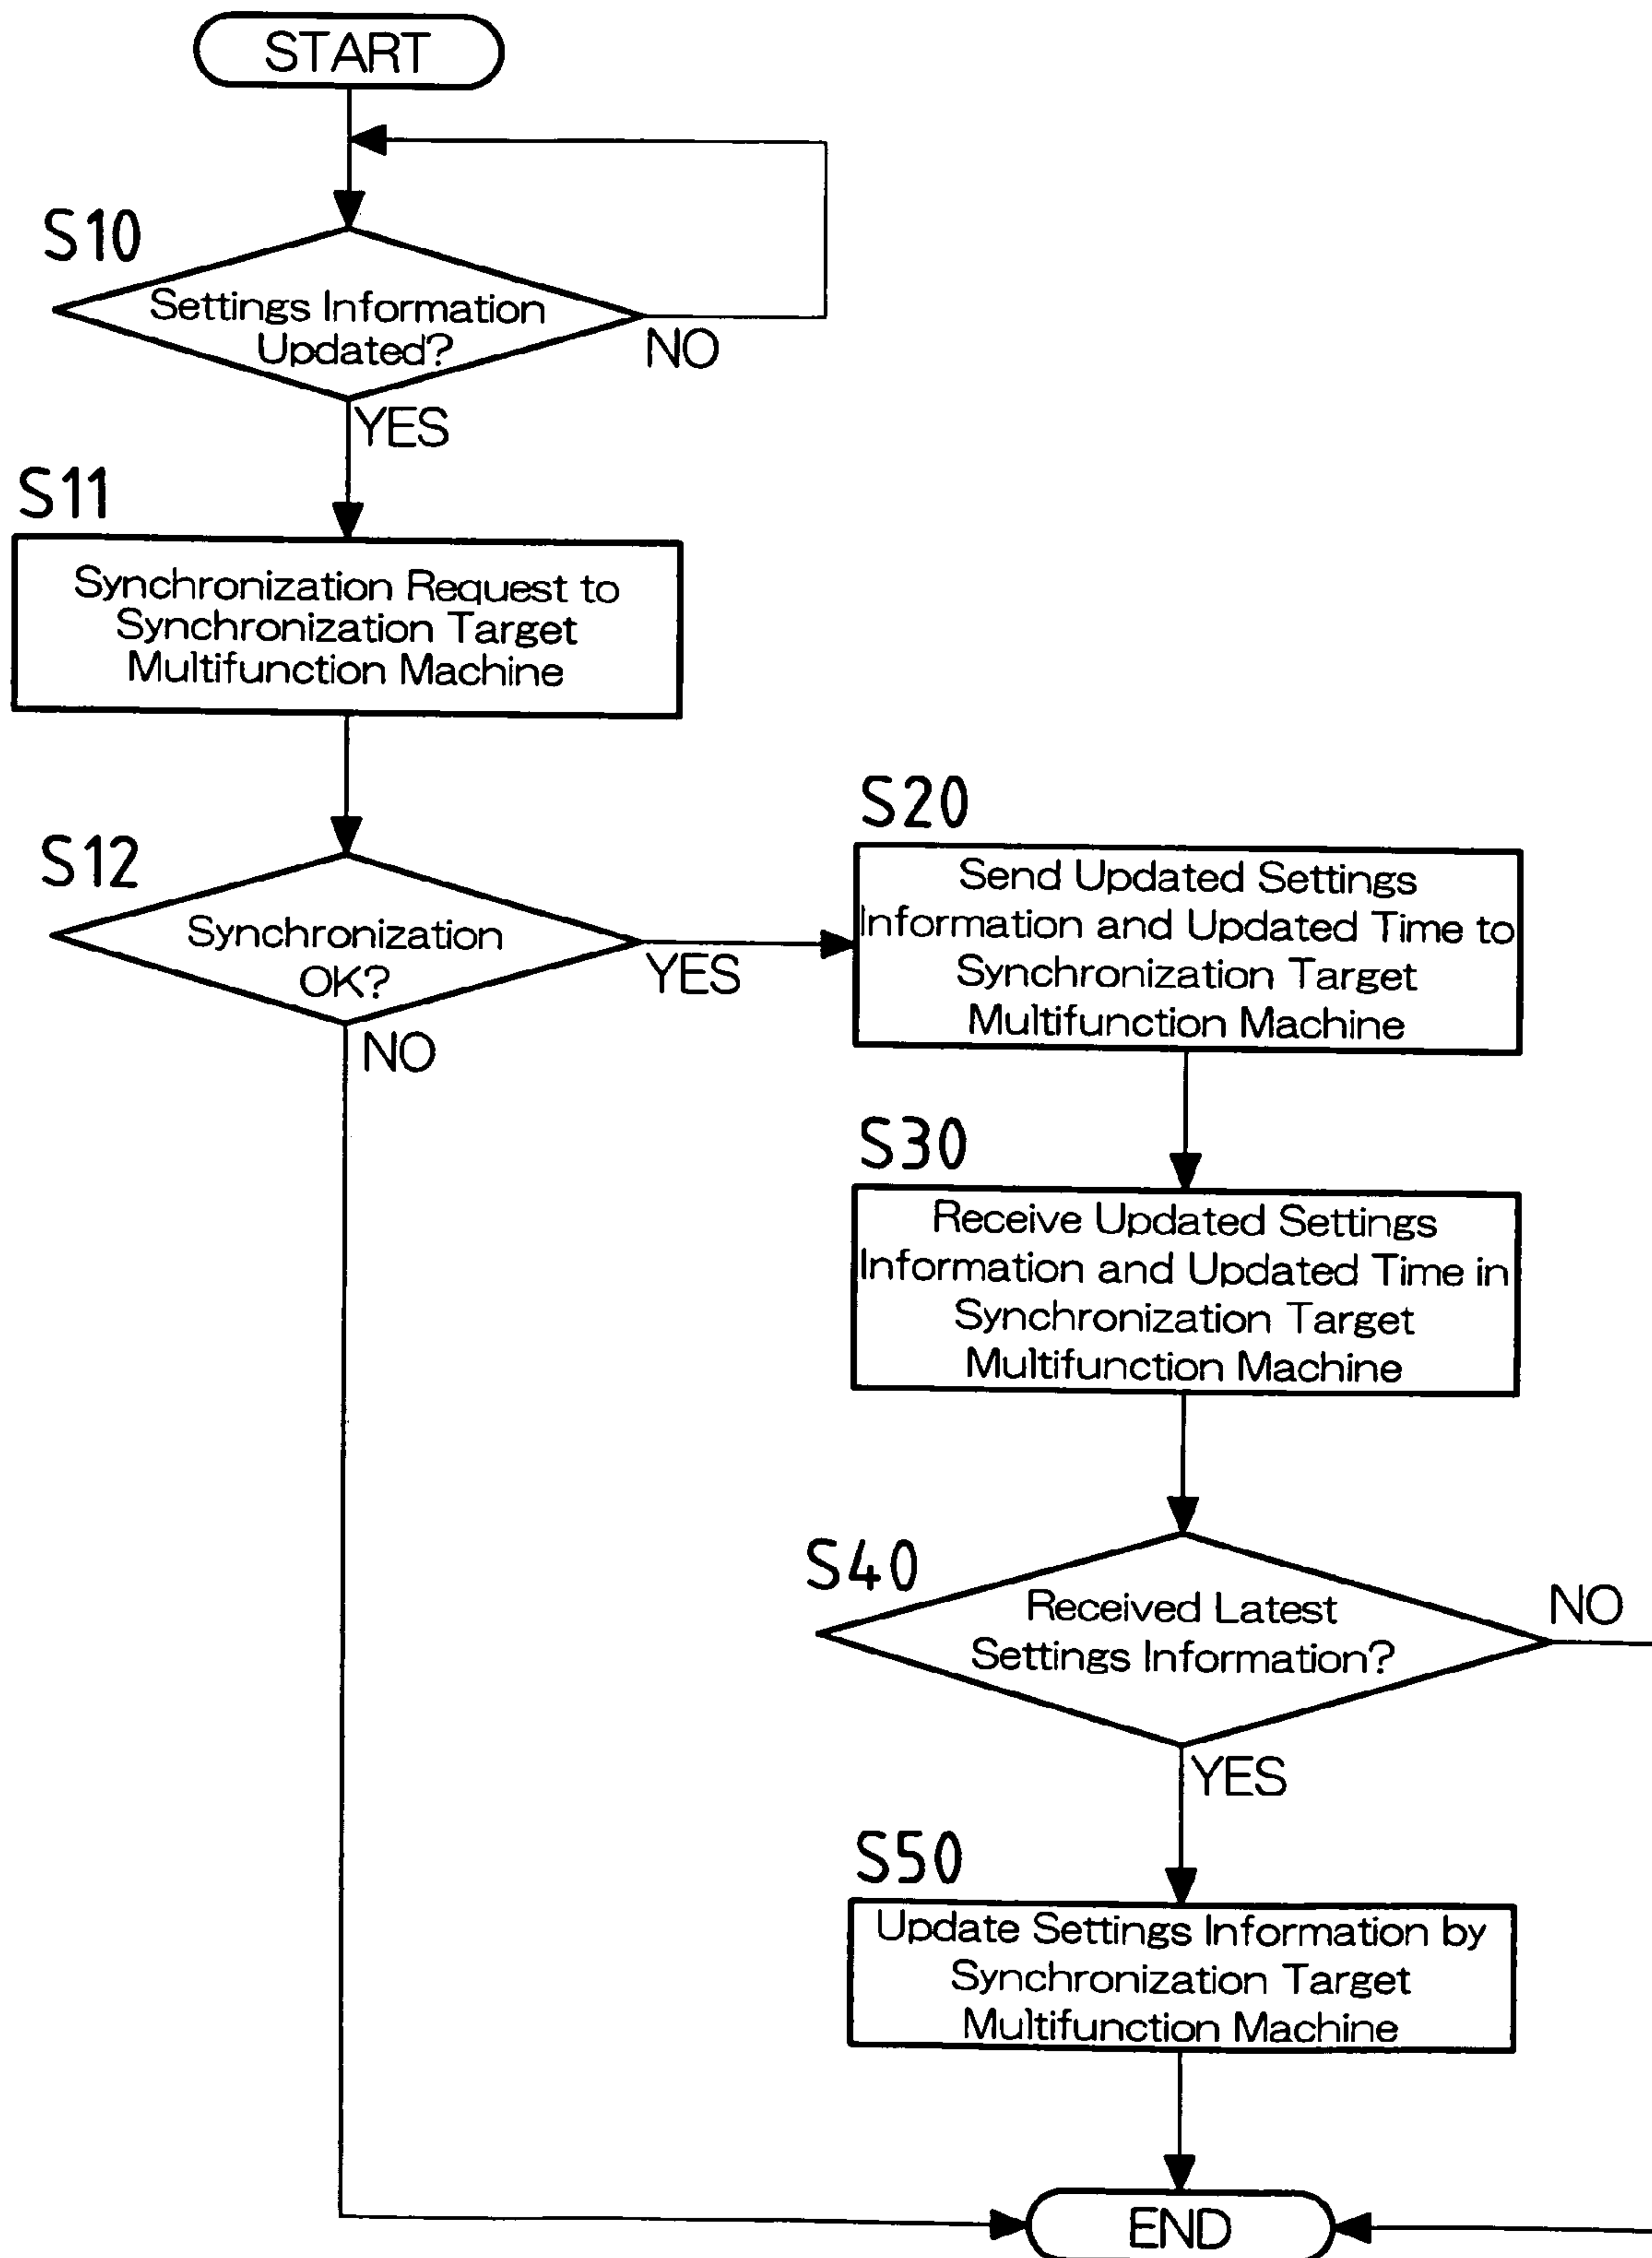 START
S10
Settings Information
Updated?
NO
YES
S11
Synchronization Request to
Synchronization Target
Multifunction Machine
S12
Synchronization
OK?
YES
NO
S20
Send Updated Settings
Information and Updated Time to
Synchronization Target
Multifunction Machine
S30
Receive Updated Settings
Information and Updated Time in
Synchronization Target
Multifunction Machine
S40
Received Latest
Settings Information?
NO
YES
S50
Update Settings Information by
Synchronization Target
Multifunction Machine
END